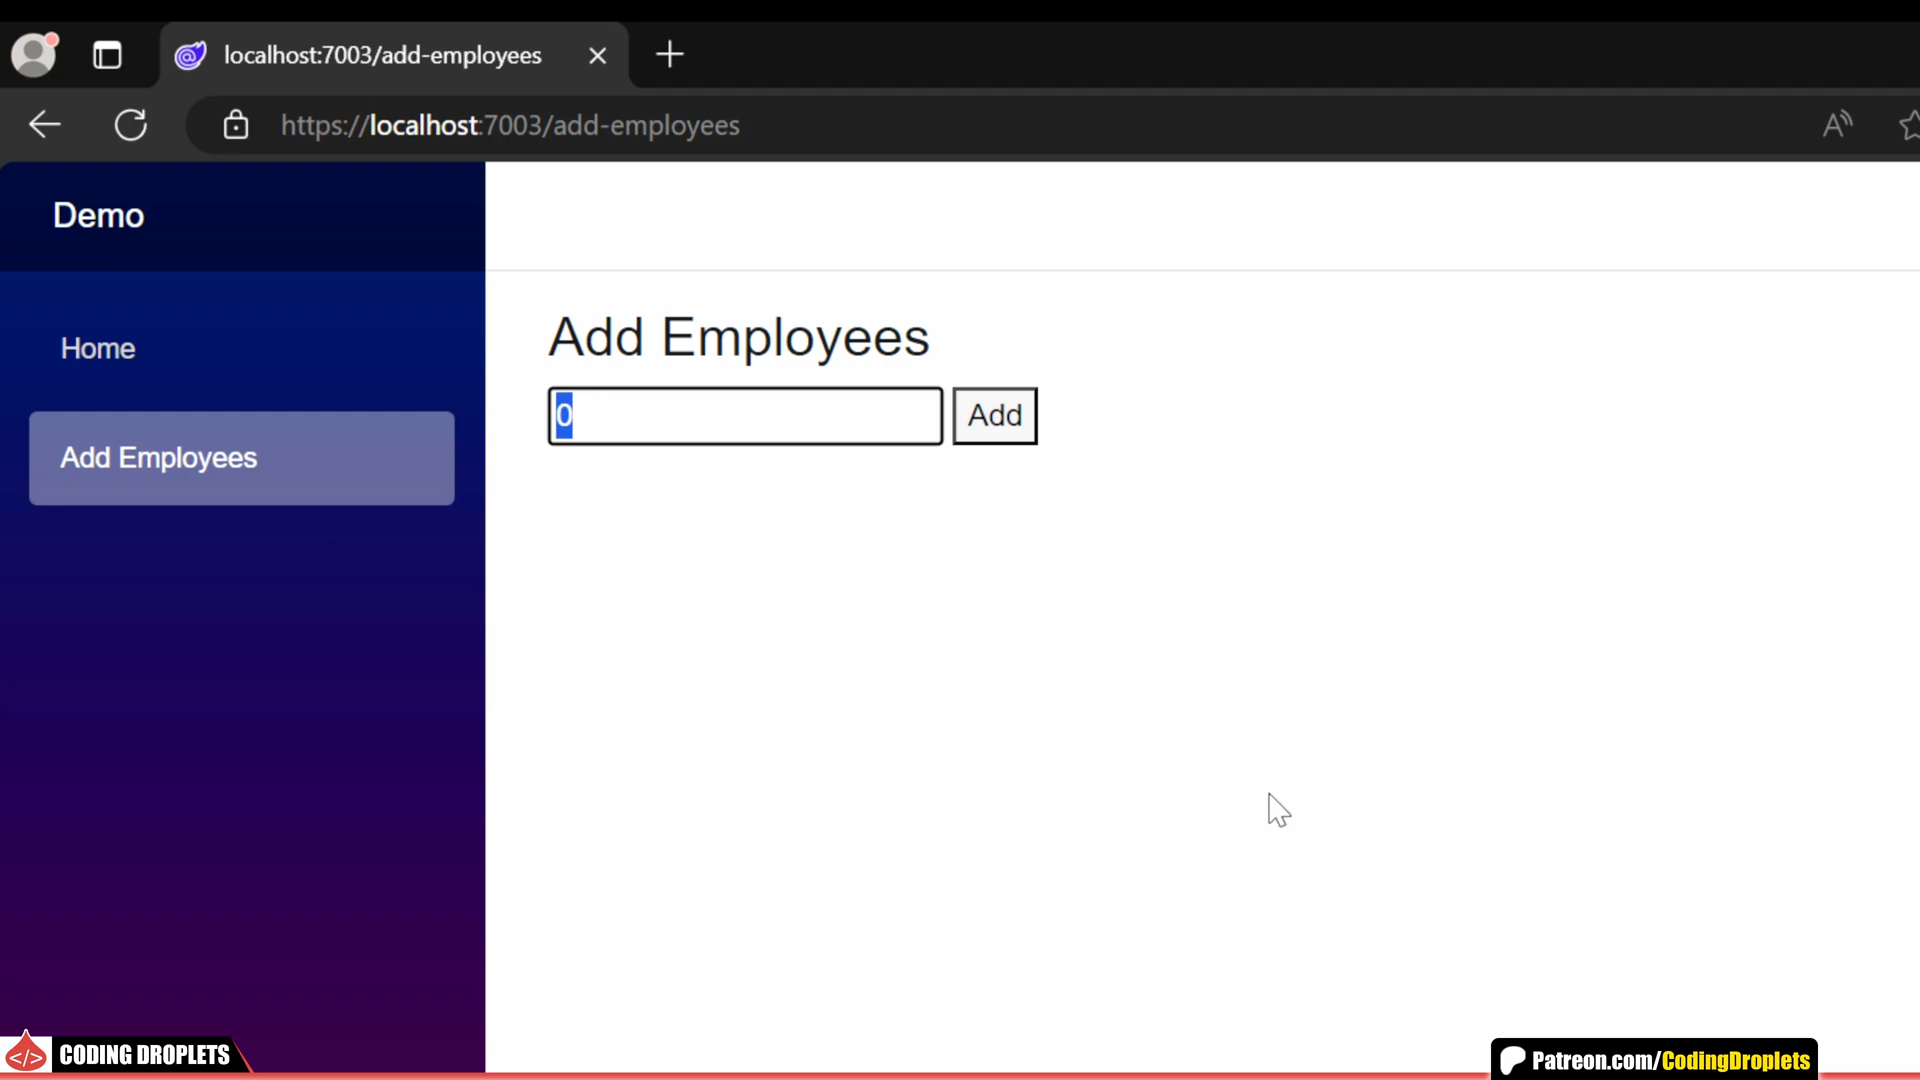 localhost:7003/add-employees
https://localhost:7003/add-employees
Demo
Home
Add Employees
Add Employees
0
Add
CODING DROPLETS
Patreon.com/CodingDroplets